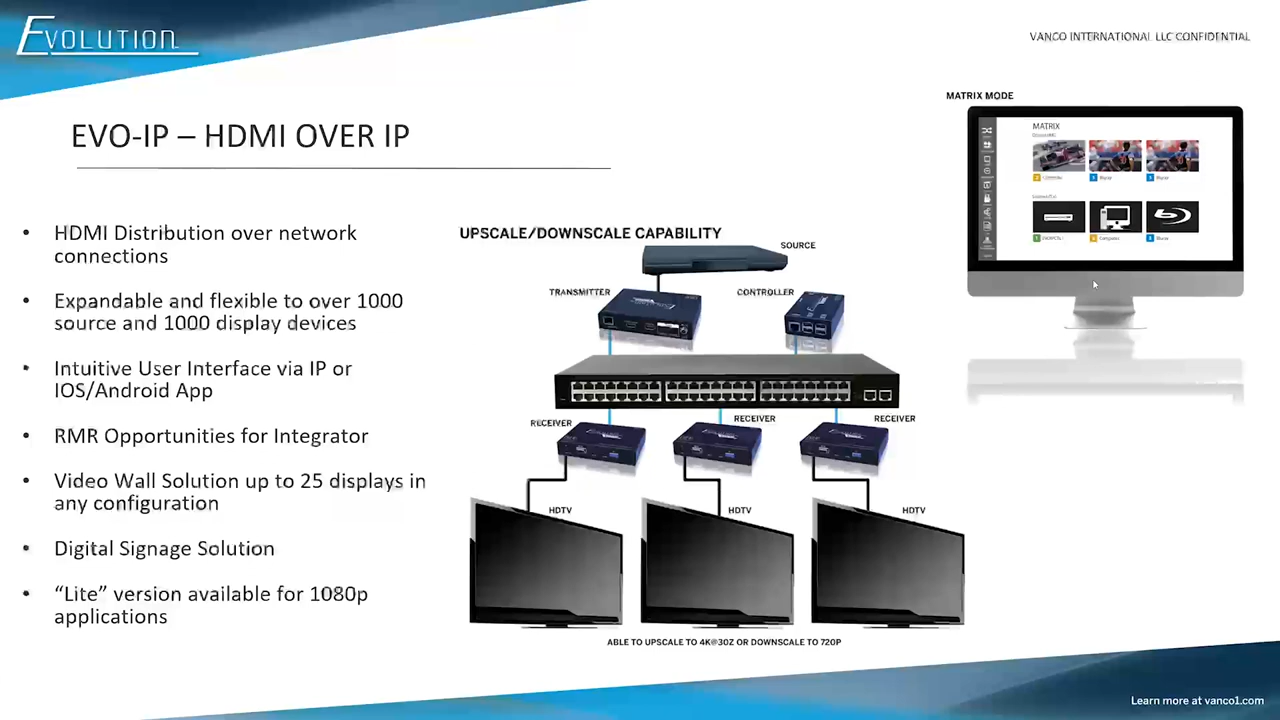 EVOLUTION
VANCO INTERNATIONAL LLC CONFIDENTIAL
EVO-IP – HDMI OVER IP
• HDMI Distribution over network
connections
• Expandable and flexible to over 1000
source and 1000 display devices
• Intuitive User Interface via IP or
IOS/Android App
• RMR Opportunities for Integrator
• Video Wall Solution up to 25 displays in
any configuration
• Digital Signage Solution
• “Lite” version available for 1080p
applications
UPSCALE/DOWNSCALE CAPABILITY
SOURCE
TRANSMITTER
CONTROLLER
RECEIVER
RECEIVER
RECEIVER
HDTV
HDTV
HDTV
ABLE TO UPSCALE TO 4K@30Z OR DOWNSCALE TO 720P
MATRIX MODE
MATRIX
Learn more at vanco1.com